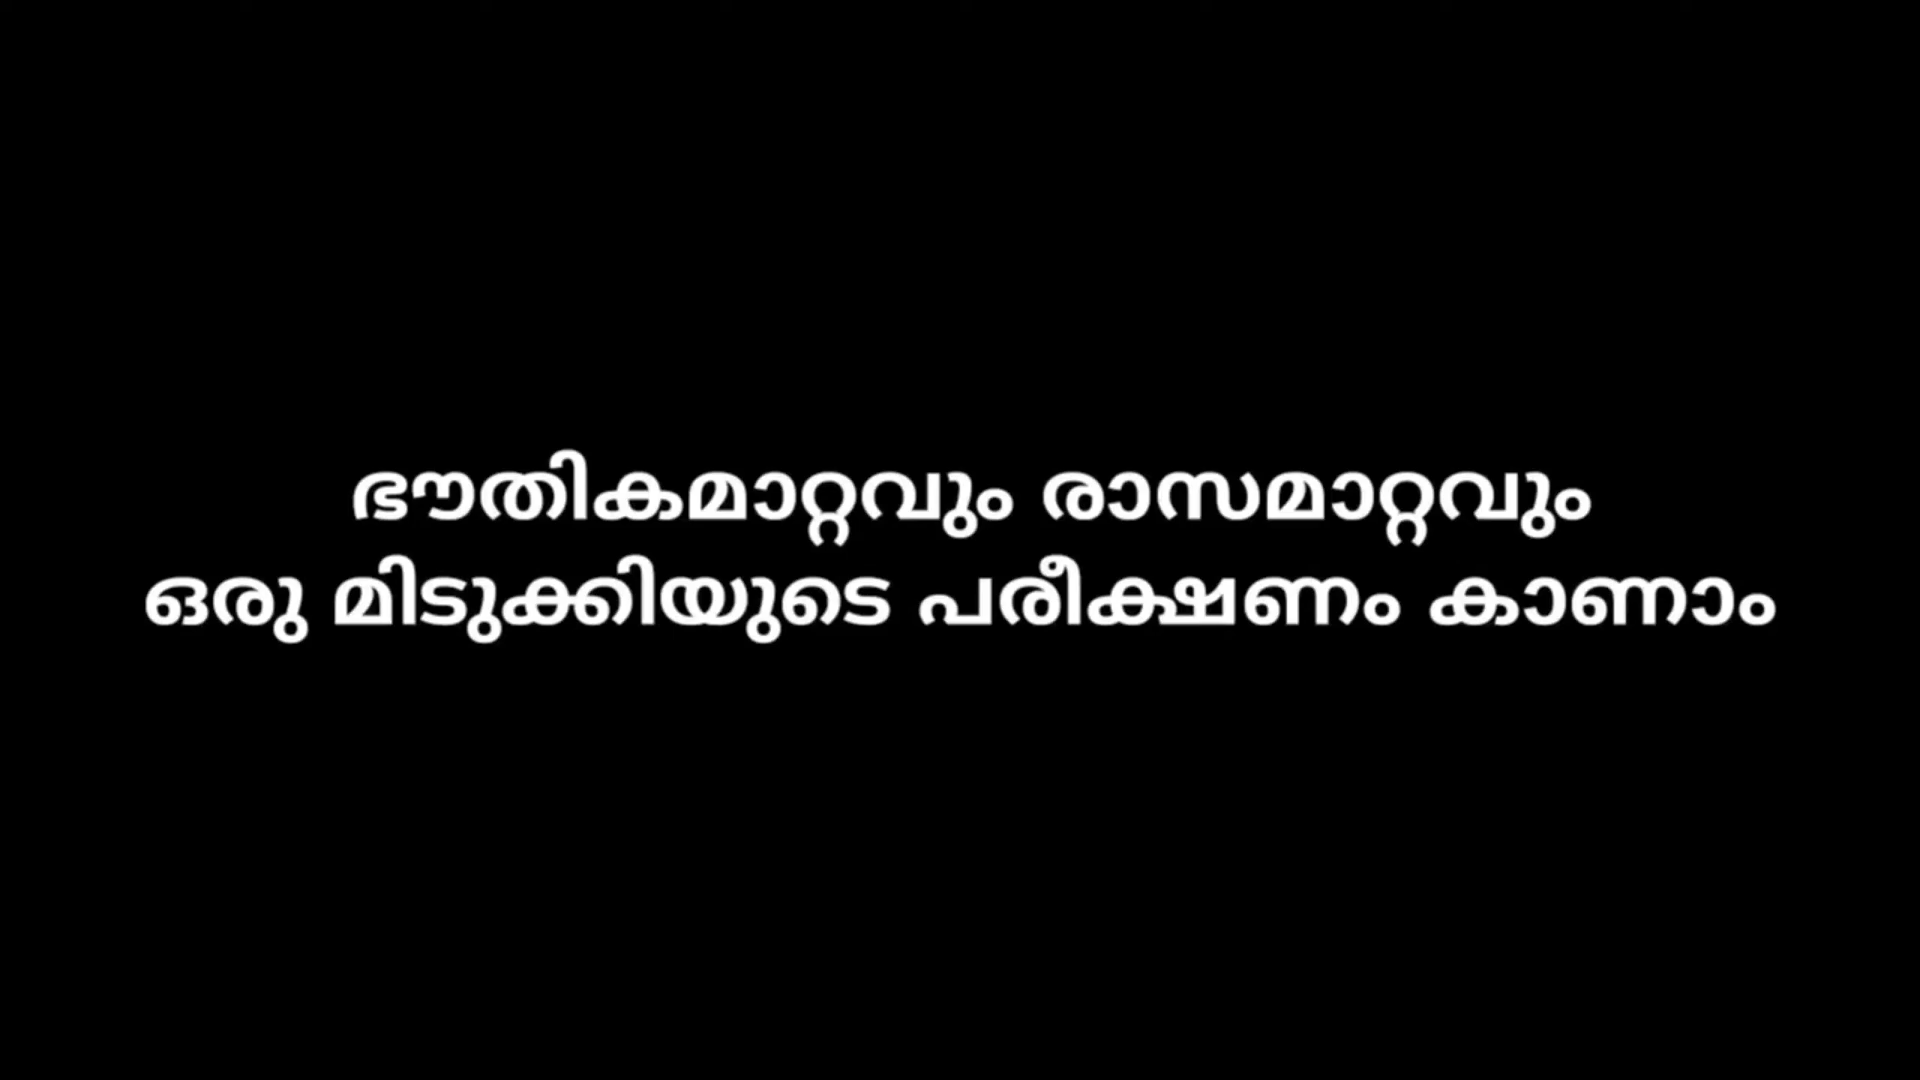 ഭൗതികമാറ്റവും രാസമാറ്റവും
ഒരു മിടുക്കിയുടെ പരീക്ഷണം കാണാം